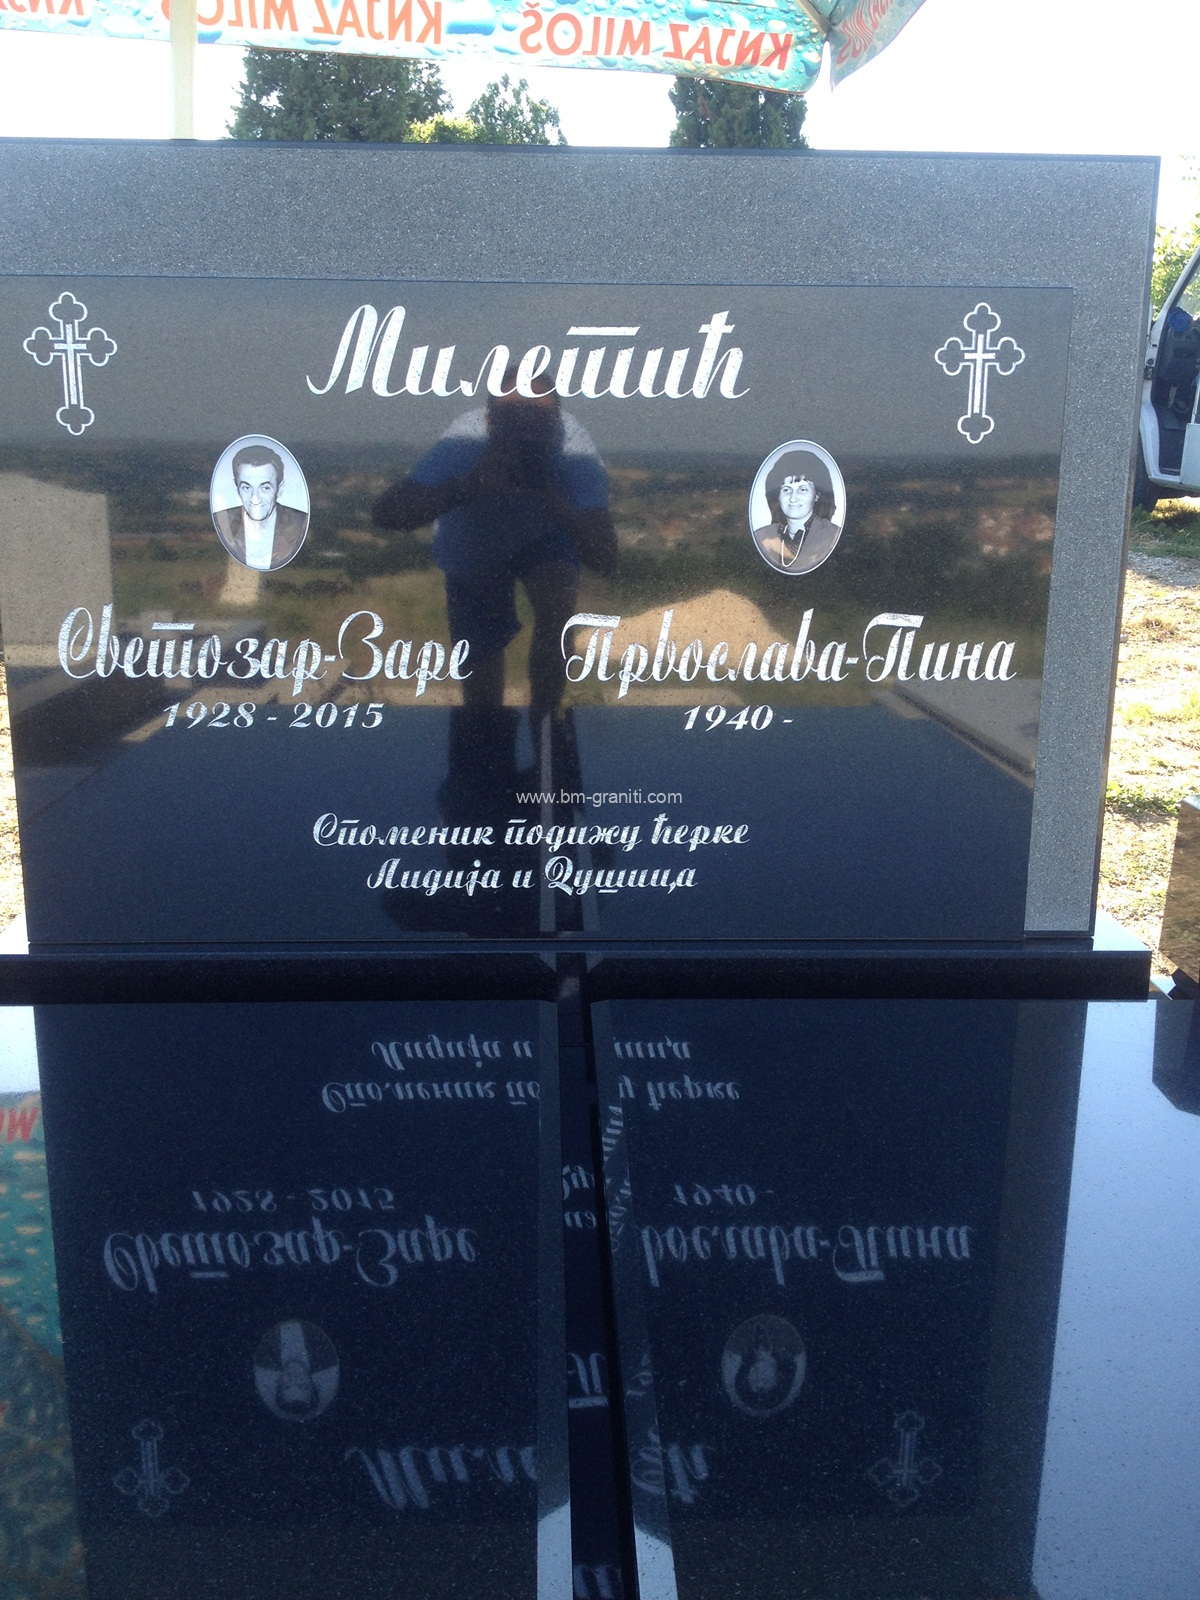 KNJAZ MILOŠ
KNJAZ MILOŠ
Милетић
Светозар-Заре
1928 - 2015
Првослава-Пина
1940 -
www.bm-graniti.com
Споменик подижу ћерке
Лидија и Душица